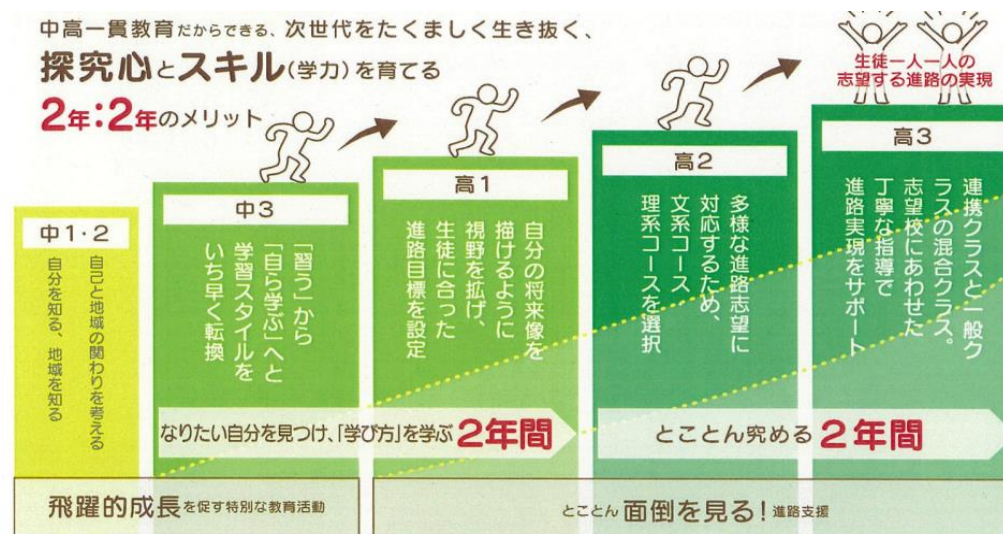 中高一貫教育だからできる、次世代をたくましく生き抜く、
探究心とスキル(学力)を育てる
2年:2年のメリット
生徒一人一人の
志望する進路の実現
中1・2
自己と地域の関わりを考える
自分を知る、地域を知る
中3
「習う」から
「自ら学ぶ」へと
学習スタイルを
いち早く転換
高1
自分の将来像を
描けるように
視野を拡げ、
生徒に合った
進路目標を設定
高2
多様な進路志望に
対応するため、
文系コース
理系コースを選択
高3
連携クラスと一般ク
ラスの混合クラス。
志望校にあわせた
丁寧な指導で
進路実現をサポート
なりたい自分を見つけ、「学び方」を学ぶ2年間
とことん究める2年間
飛躍的成長を促す特別な教育活動
とことん面倒を見る!進路支援